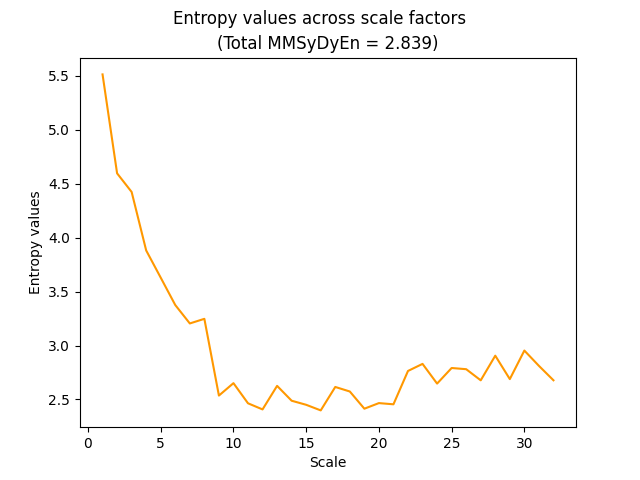 Entropy values across scale factors
(Total MMSyDyEn = 2.839)
5.5
5.0
4.5
4.0
3.5
3.0
2.5
Entropy values
0 5 10 15 20 25 30
Scale